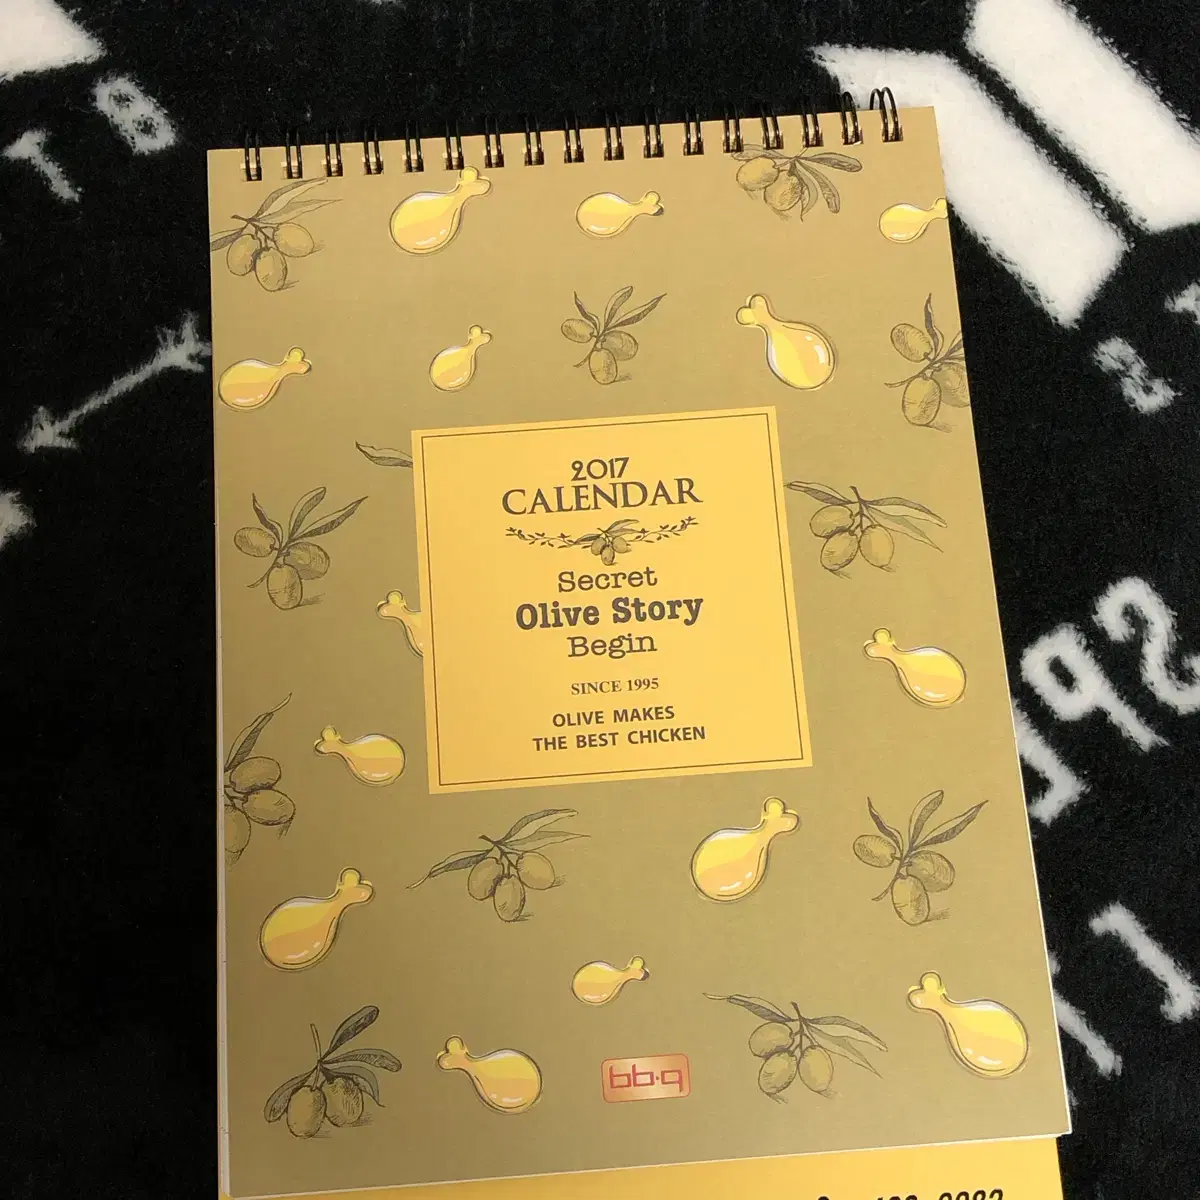 2017
CALENDAR
Secret
Olive Story
Begin
SINCE 1995
OLIVE MAKES
THE BEST CHICKEN
bb·q